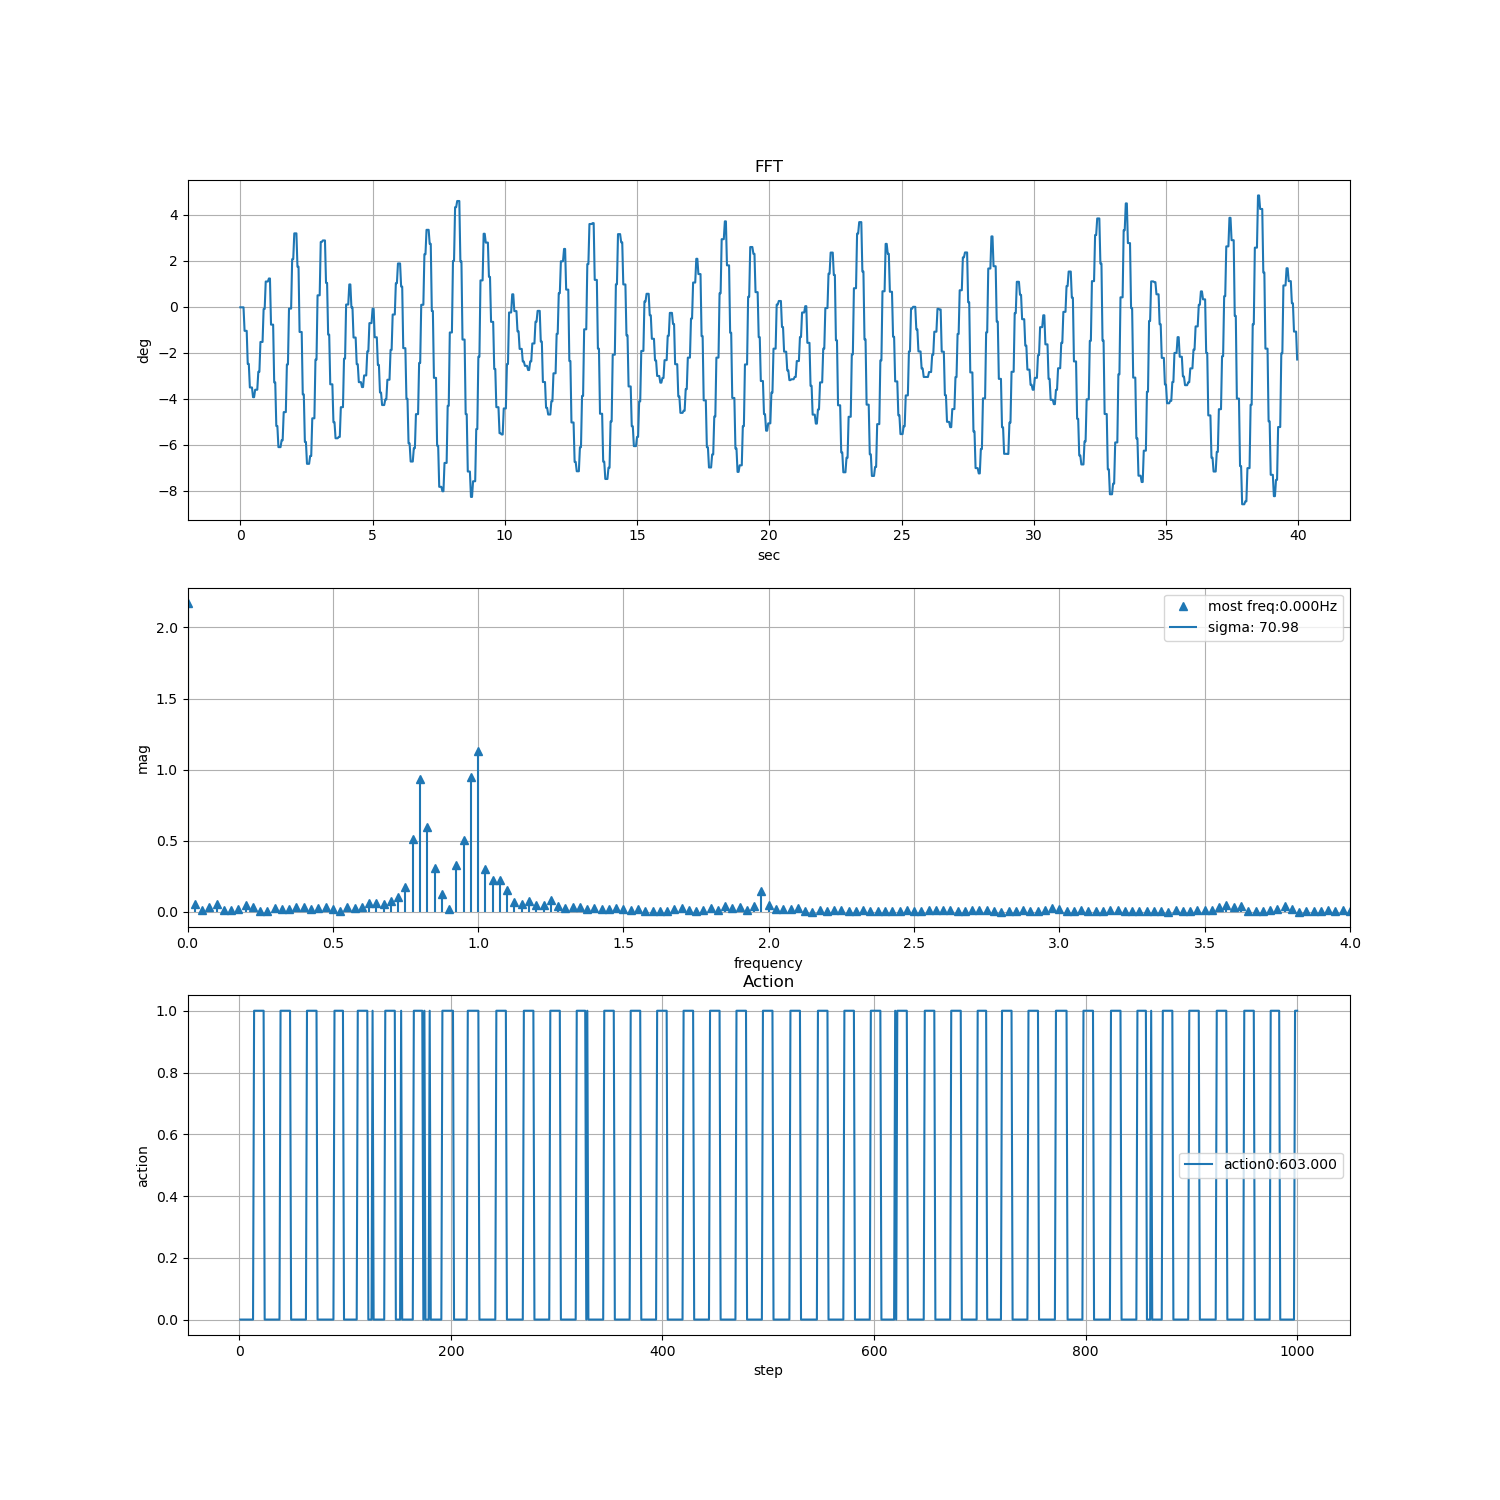 FFT
4
2
0
−2
−4
−6
−8
deg
0 5 10 15 20 25 30 35 40
sec
most freq:0.000Hz
sigma: 70.98
2.0
1.5
1.0
0.5
0.0
mag
0.0 0.5 1.0 1.5 2.0 2.5 3.0 3.5 4.0
frequency
Action
1.0
0.8
0.6
0.4
0.2
0.0
action
action0:603.000
0 200 400 600 800 1000
step